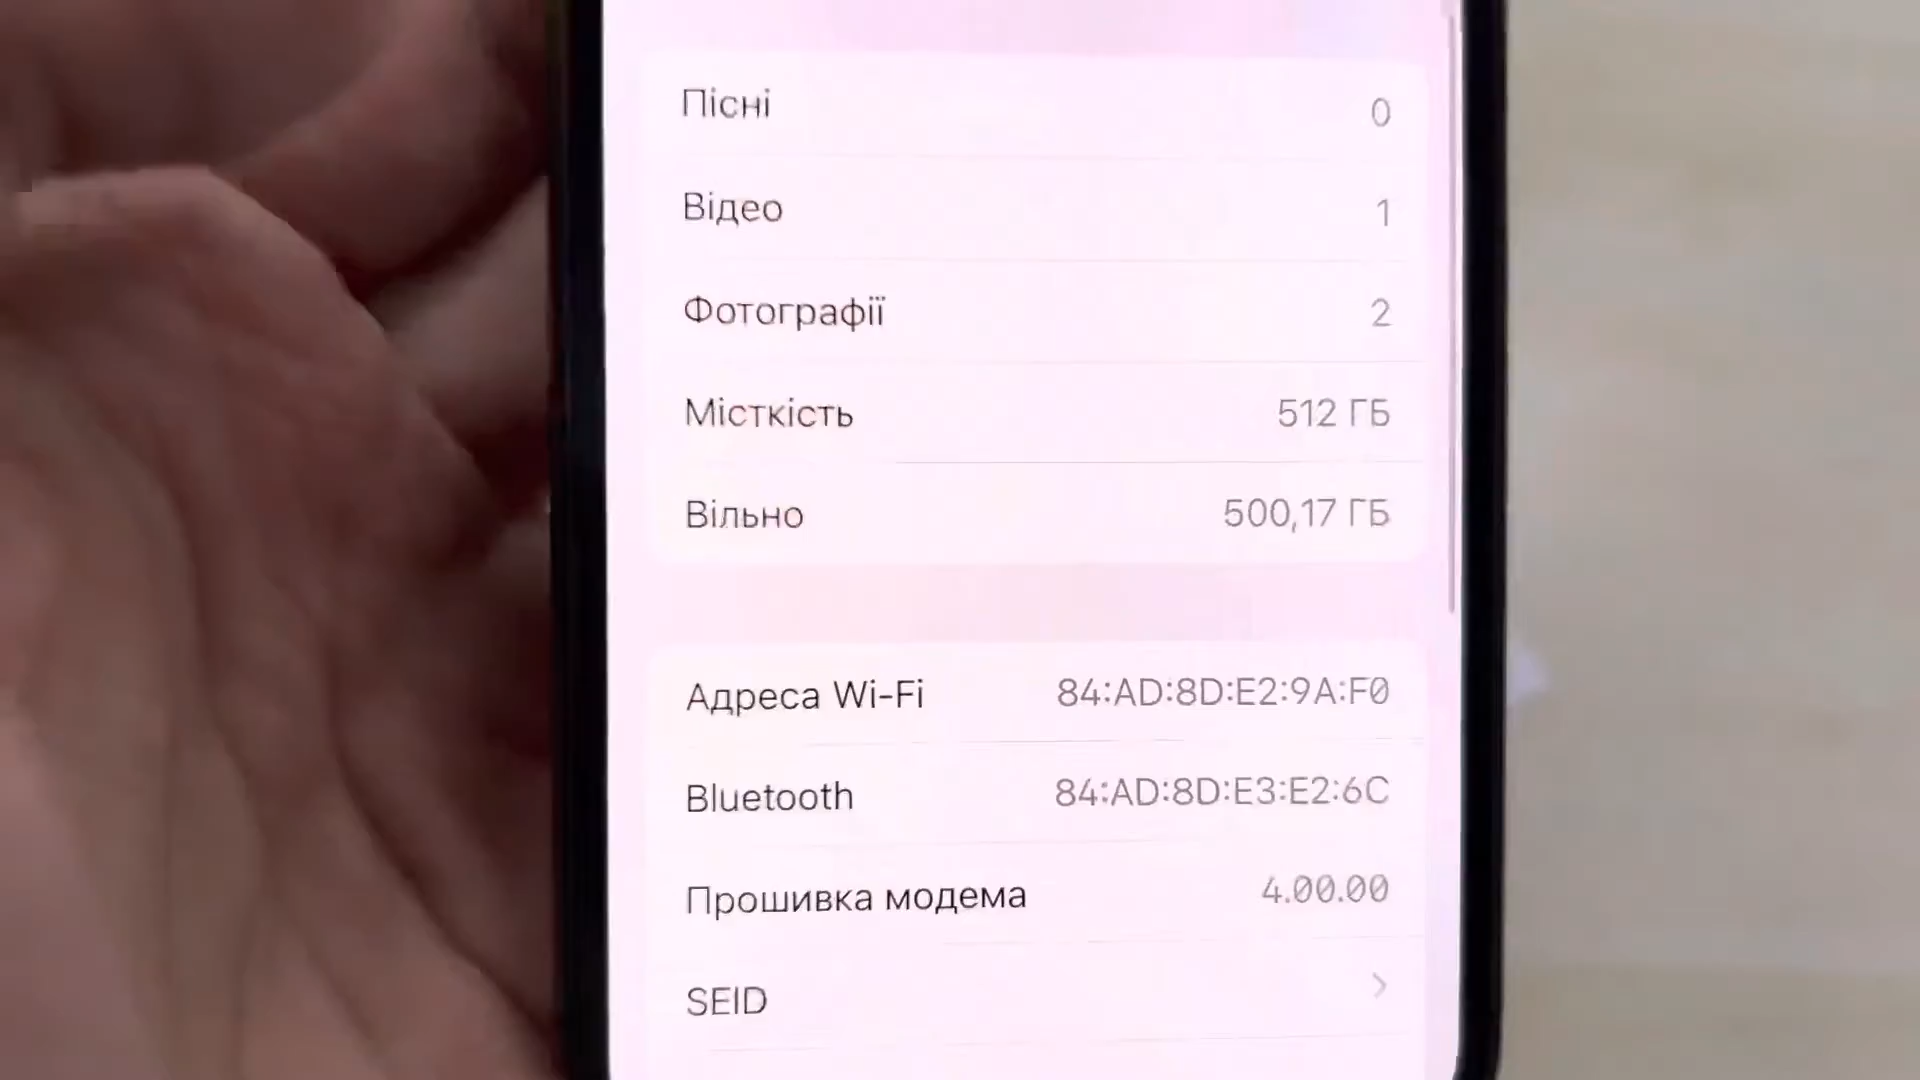 Пісні 0
Відео 1
Фотографії 2
Місткість 512 ГБ
Вільно 500,17 ГБ
Адреса Wi-Fi 84:AD:8D:E2:9A:F0
Bluetooth 84:AD:8D:E3:E2:6C
Прошивка модема 4.00.00
SEID